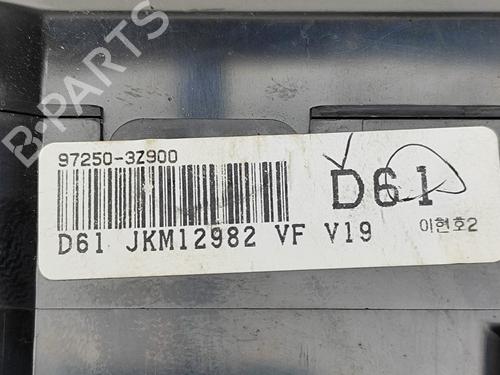 B-PARTS
97250-3Z900
D61
D61 JKM12982 VF V19
이현호2